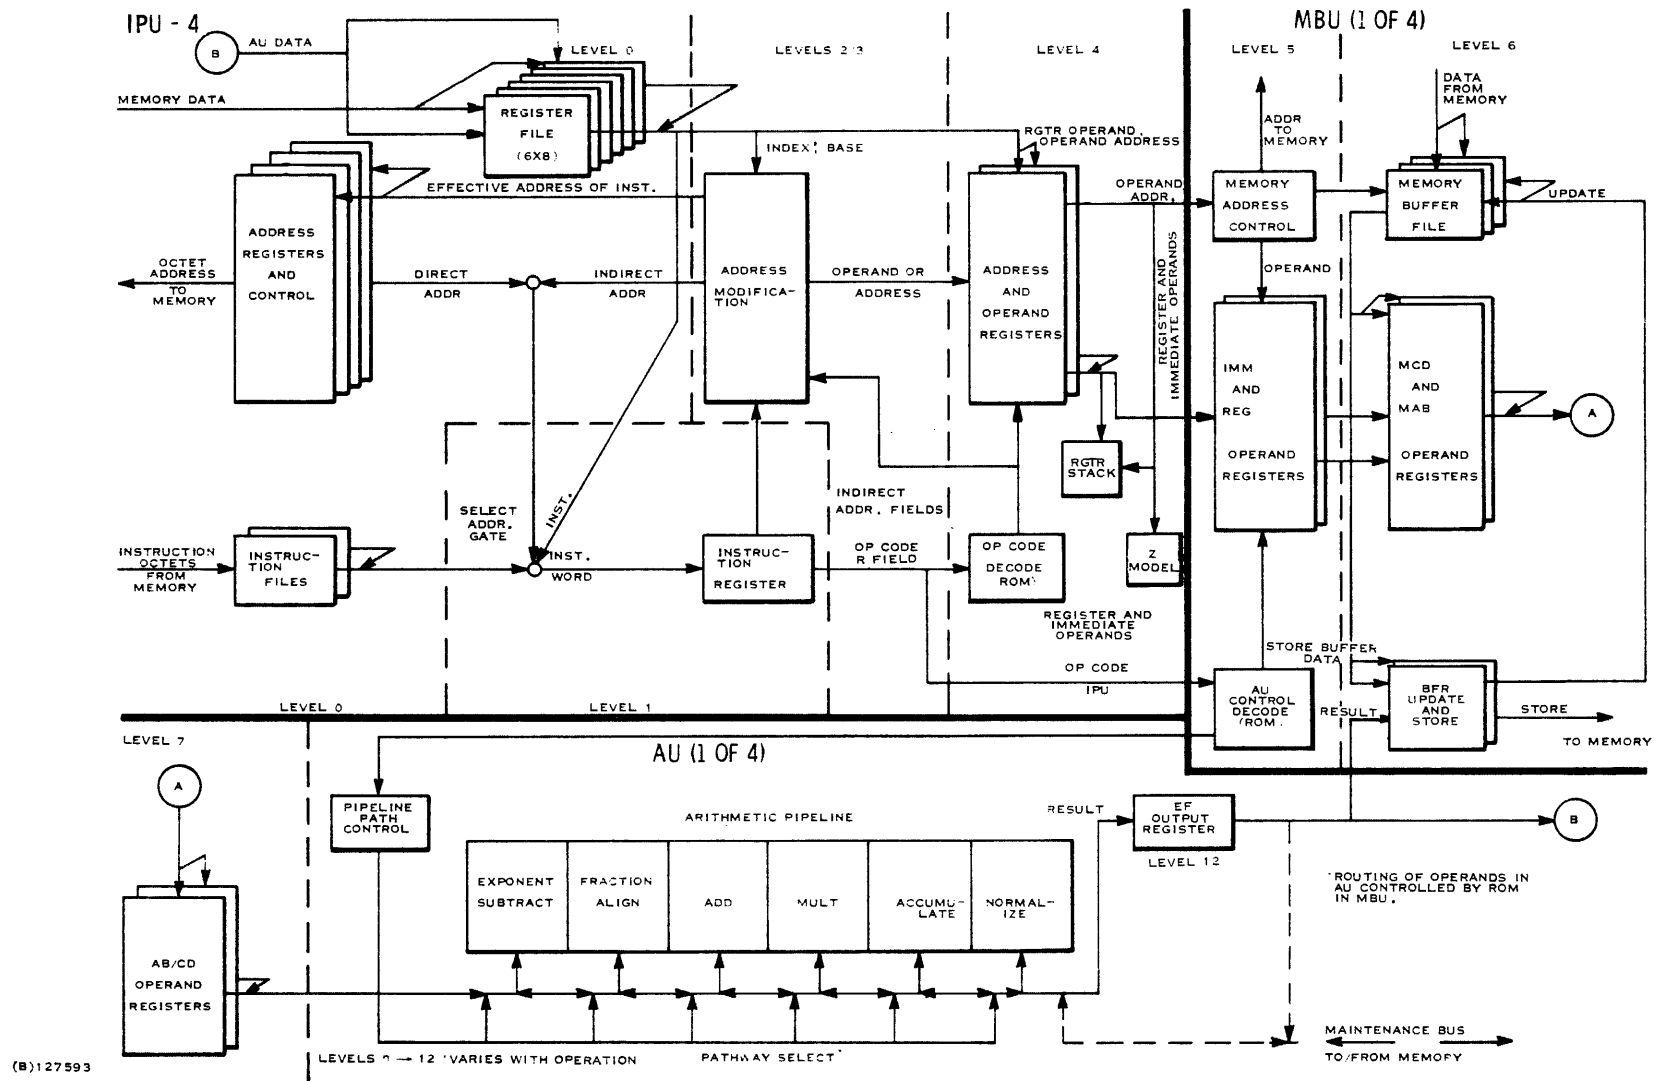 IPU - 4
MBU (1 OF 4)
B
AU DATA
LEVEL 0
LEVELS 2/3
LEVEL 4
LEVEL 5
LEVEL 6
MEMORY DATA
REGISTER
FILE
(6X8)
INDEX, BASE
RGTR OPERAND,
OPERAND ADDRESS
ADDR
TO
MEMORY
DATA
FROM
MEMORY
EFFECTIVE ADDRESS OF INST.
OPERAND
ADDR.
MEMORY
ADDRESS
CONTROL
MEMORY
BUFFER
FILE
UPDATE
ADDRESS
REGISTERS
AND
CONTROL
OCTET
ADDRESS
TO
MEMORY
DIRECT
ADDR
INDIRECT
ADDR
ADDRESS
MODIFICA-
TION
OPERAND OR
ADDRESS
ADDRESS
AND
OPERAND
REGISTERS
REGISTER AND
IMMEDIATE OPERANDS
OPERAND
IMM
AND
REG
OPERAND
REGISTERS
MCD
AND
MAB
OPERAND
REGISTERS
A
RGTR
STACK
SELECT
ADDR.
GATE
INST.
INDIRECT
ADDR. FIELDS
INSTRUCTION
OCTETS
FROM
MEMORY
INSTRUC-
TION
FILES
INST.
WORD
INSTRUC-
TION
REGISTER
OP CODE
R FIELD
OP CODE
DECODE
ROM)
Z
MODEL
REGISTER AND
IMMEDIATE
OPERANDS
STORE BUFFER
DATA
OP CODE
IPU
AU
CONTROL
DECODE
(ROM
BFR
UPDATE
AND
STORE
RESULT
STORE
TO MEMORY
LEVEL 0
LEVEL 1
LEVEL 7
AU (1 OF 4)
A
PIPELINE
PATH
CONTROL
ARITHMETIC PIPELINE
RESULT
EF
OUTPUT
REGISTER
LEVEL 12
B
EXPONENT
SUBTRACT
FRACTION
ALIGN
ADD
MULT
ACCUMU-
LATE
NORMAL-
IZE
ROUTING OF OPERANDS IN
AU CONTROLLED BY ROM
IN MBU.
AB/CD
OPERAND
REGISTERS
LEVELS → 12 VARIES WITH OPERATION
PATHWAY SELECT
MAINTENANCE BUS
TO/FROM MEMORY
(B)127593